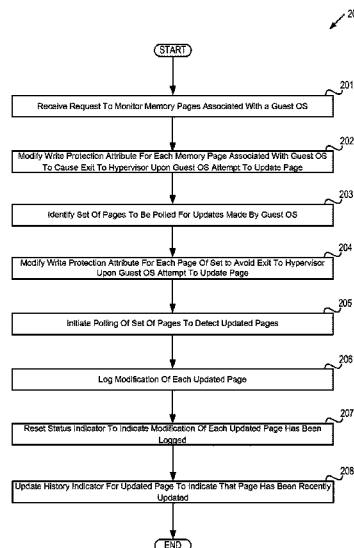 20
START
201
Receive Request To Monitor Memory Pages Associated With a Guest OS
202
Modify Write Protection Attribute For Each Memory Page Associated With Guest OS
To Cause Exit To Hypervisor Upon Guest OS Attempt To Update Page
203
Identify Set Of Pages To Be Polled For Updates Made By Guest OS
204
Modify Write Protection Attribute For Each Page Of Set to Avoid Exit To Hypervisor
Upon Guest OS Attempt To Update Page
205
Initiate Polling Of Set Of Pages To Detect Updated Pages
206
Log Modification Of Each Updated Page
207
Reset Status Indicator To Indicate Modification Of Each Updated Page Has Been
Logged
208
Update History Indicator For Updated Page To Indicate That Page Has Been Recently
Updated
END